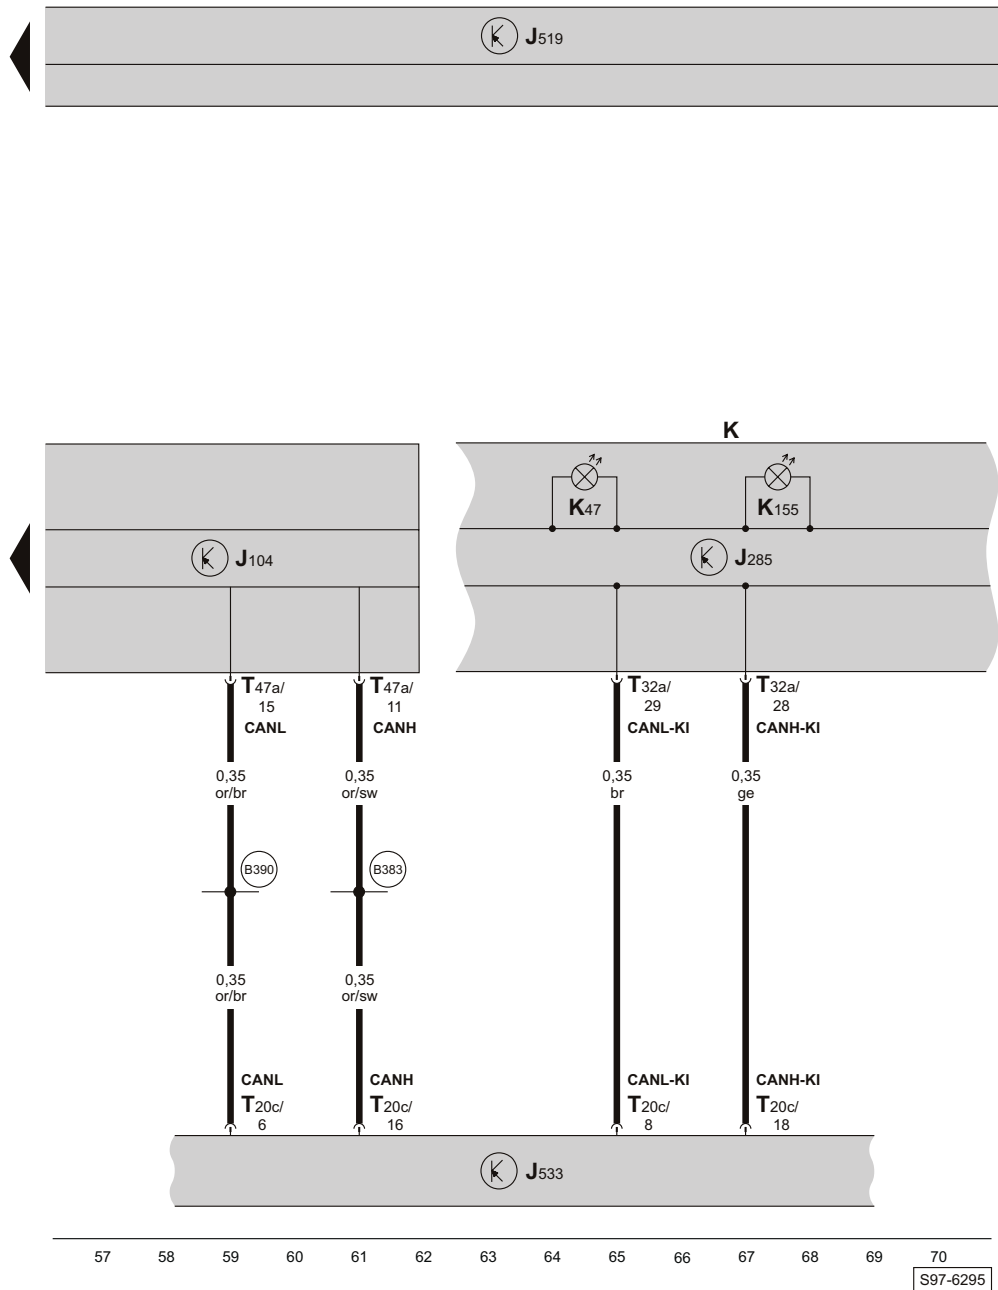 J519
K
K47 K155
J104 J285
T47a/ T47a/ T32a/ T32a/
15 11 29 28
CANL CANH CANL-KI CANH-KI
0,35 0,35 0,35 0,35
or/br or/sw br ge
B390 B383
0,35 0,35
or/br or/sw
CANL CANH CANL-KI CANH-KI
T20c/ T20c/ T20c/ T20c/
6 16 8 18
J533
57 58 59 60 61 62 63 64 65 66 67 68 69 70
S97-6295